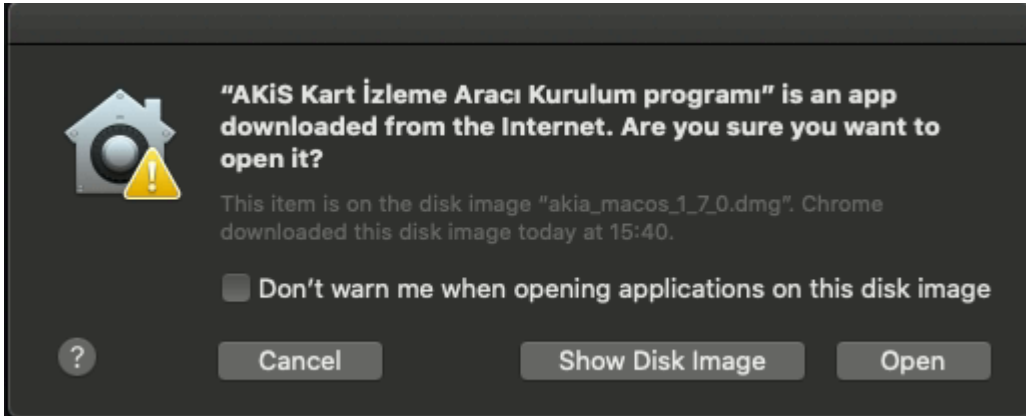 “AKiS Kart İzleme Aracı Kurulum programı” is an app
downloaded from the Internet. Are you sure you want to
open it?
This item is on the disk image “akia_macos_1_7_0.dmg”. Chrome
downloaded this disk image today at 15:40.
Don’t warn me when opening applications on this disk image
?
Cancel
Show Disk Image
Open